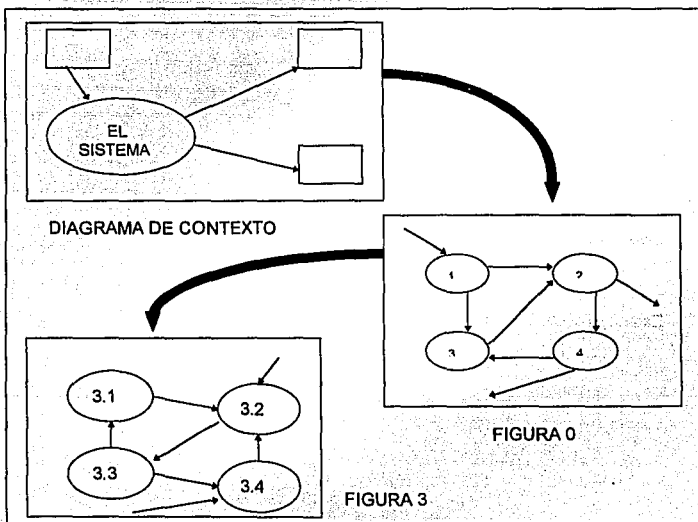 EL
SISTEMA
DIAGRAMA DE CONTEXTO
1
2
3
4
FIGURA 0
3.1
3.2
3.3
3.4
FIGURA 3